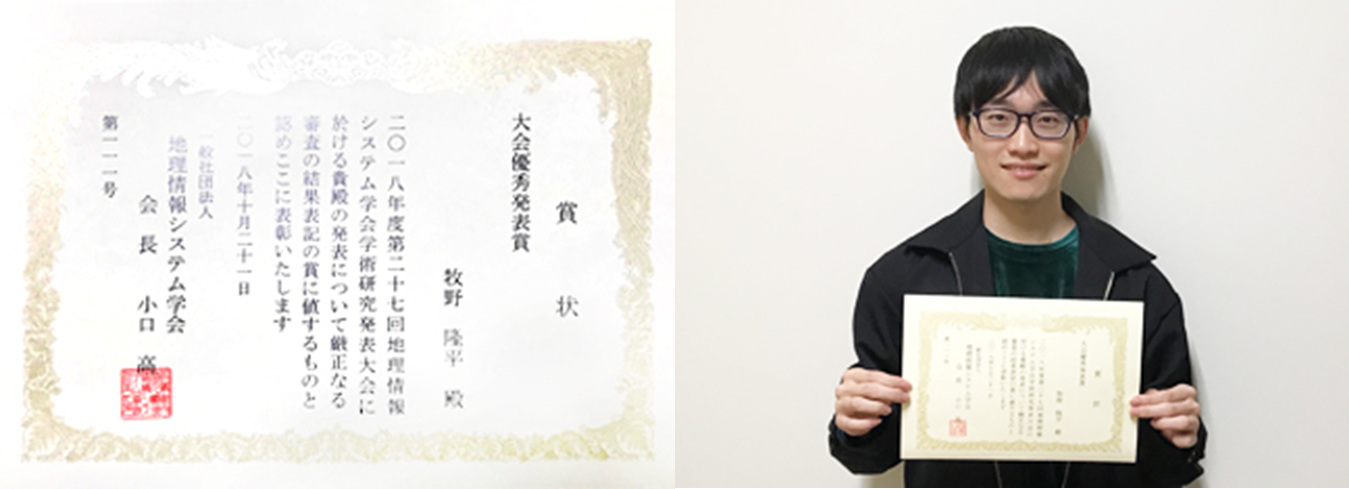 賞状
大会優秀発表賞
牧野 隆平 殿
二〇一八年度第二十七回地理情報
システム学会学術研究発表大会に
於ける貴殿の発表について厳正なる
審査の結果表記の賞に値するものと
認めここに表彰いたします
二〇一八年十月二十一日
一般社団法人
地理情報システム学会
会長 小口 高
第一一一号